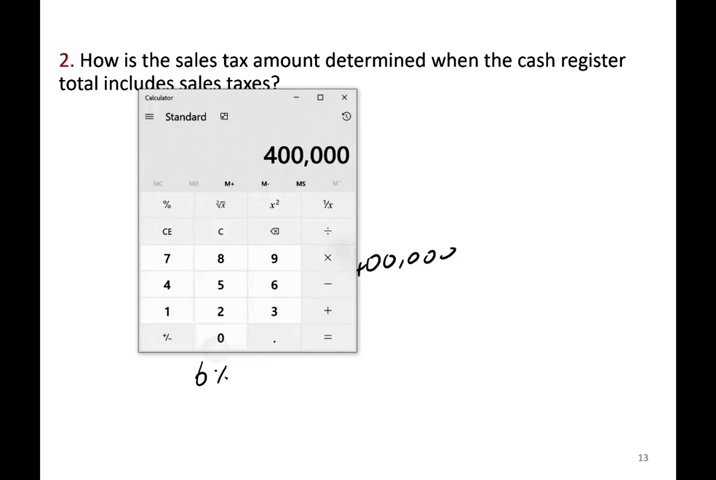 2. How is the sales tax amount determined when the cash register
total includes sales taxes?
Calculator
Standard
400,000
MC MR M+ M- MS
% x²
CE C ÷
7 8 9 ×
400,000
4 5 6 −
1 2 3 +
+/- 0 . =
6%
13